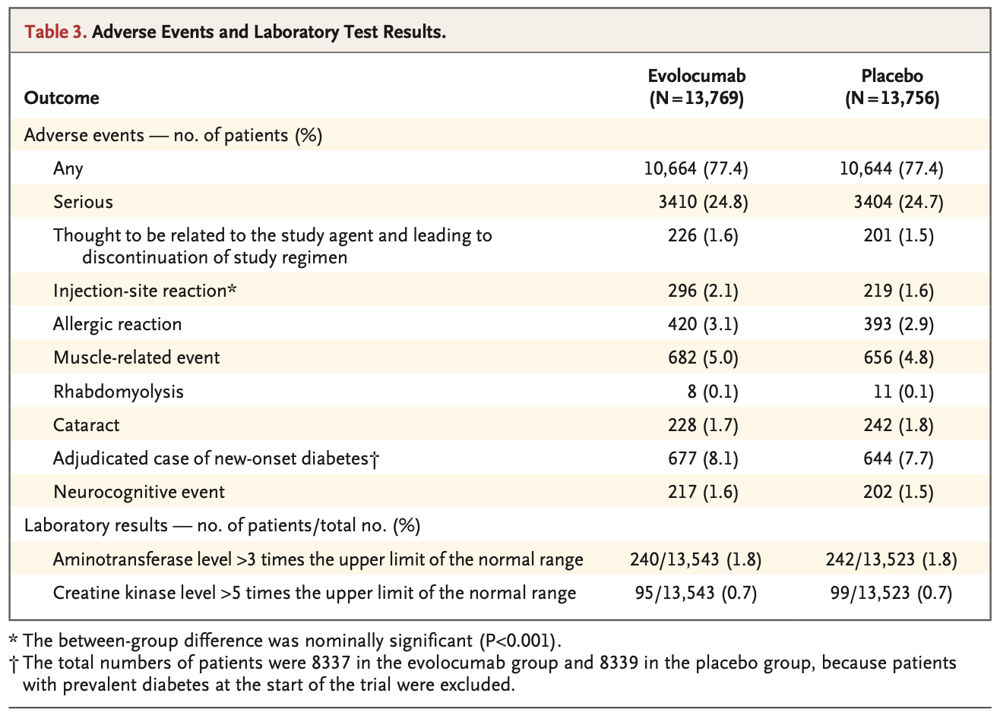 Table 3. Adverse Events and Laboratory Test Results.
Outcome Evolocumab (N=13,769) Placebo (N=13,756)
Adverse events — no. of patients (%)
Any 10,664 (77.4) 10,644 (77.4)
Serious 3410 (24.8) 3404 (24.7)
Thought to be related to the study agent and leading to 226 (1.6) 201 (1.5)
discontinuation of study regimen
Injection-site reaction* 296 (2.1) 219 (1.6)
Allergic reaction 420 (3.1) 393 (2.9)
Muscle-related event 682 (5.0) 656 (4.8)
Rhabdomyolysis 8 (0.1) 11 (0.1)
Cataract 228 (1.7) 242 (1.8)
Adjudicated case of new-onset diabetes† 677 (8.1) 644 (7.7)
Neurocognitive event 217 (1.6) 202 (1.5)
Laboratory results — no. of patients/total no. (%)
Aminotransferase level >3 times the upper limit of the normal range 240/13,543 (1.8) 242/13,523 (1.8)
Creatine kinase level >5 times the upper limit of the normal range 95/13,543 (0.7) 99/13,523 (0.7)
* The between-group difference was nominally significant (P<0.001).
† The total numbers of patients were 8337 in the evolocumab group and 8339 in the placebo group, because patients
with prevalent diabetes at the start of the trial were excluded.